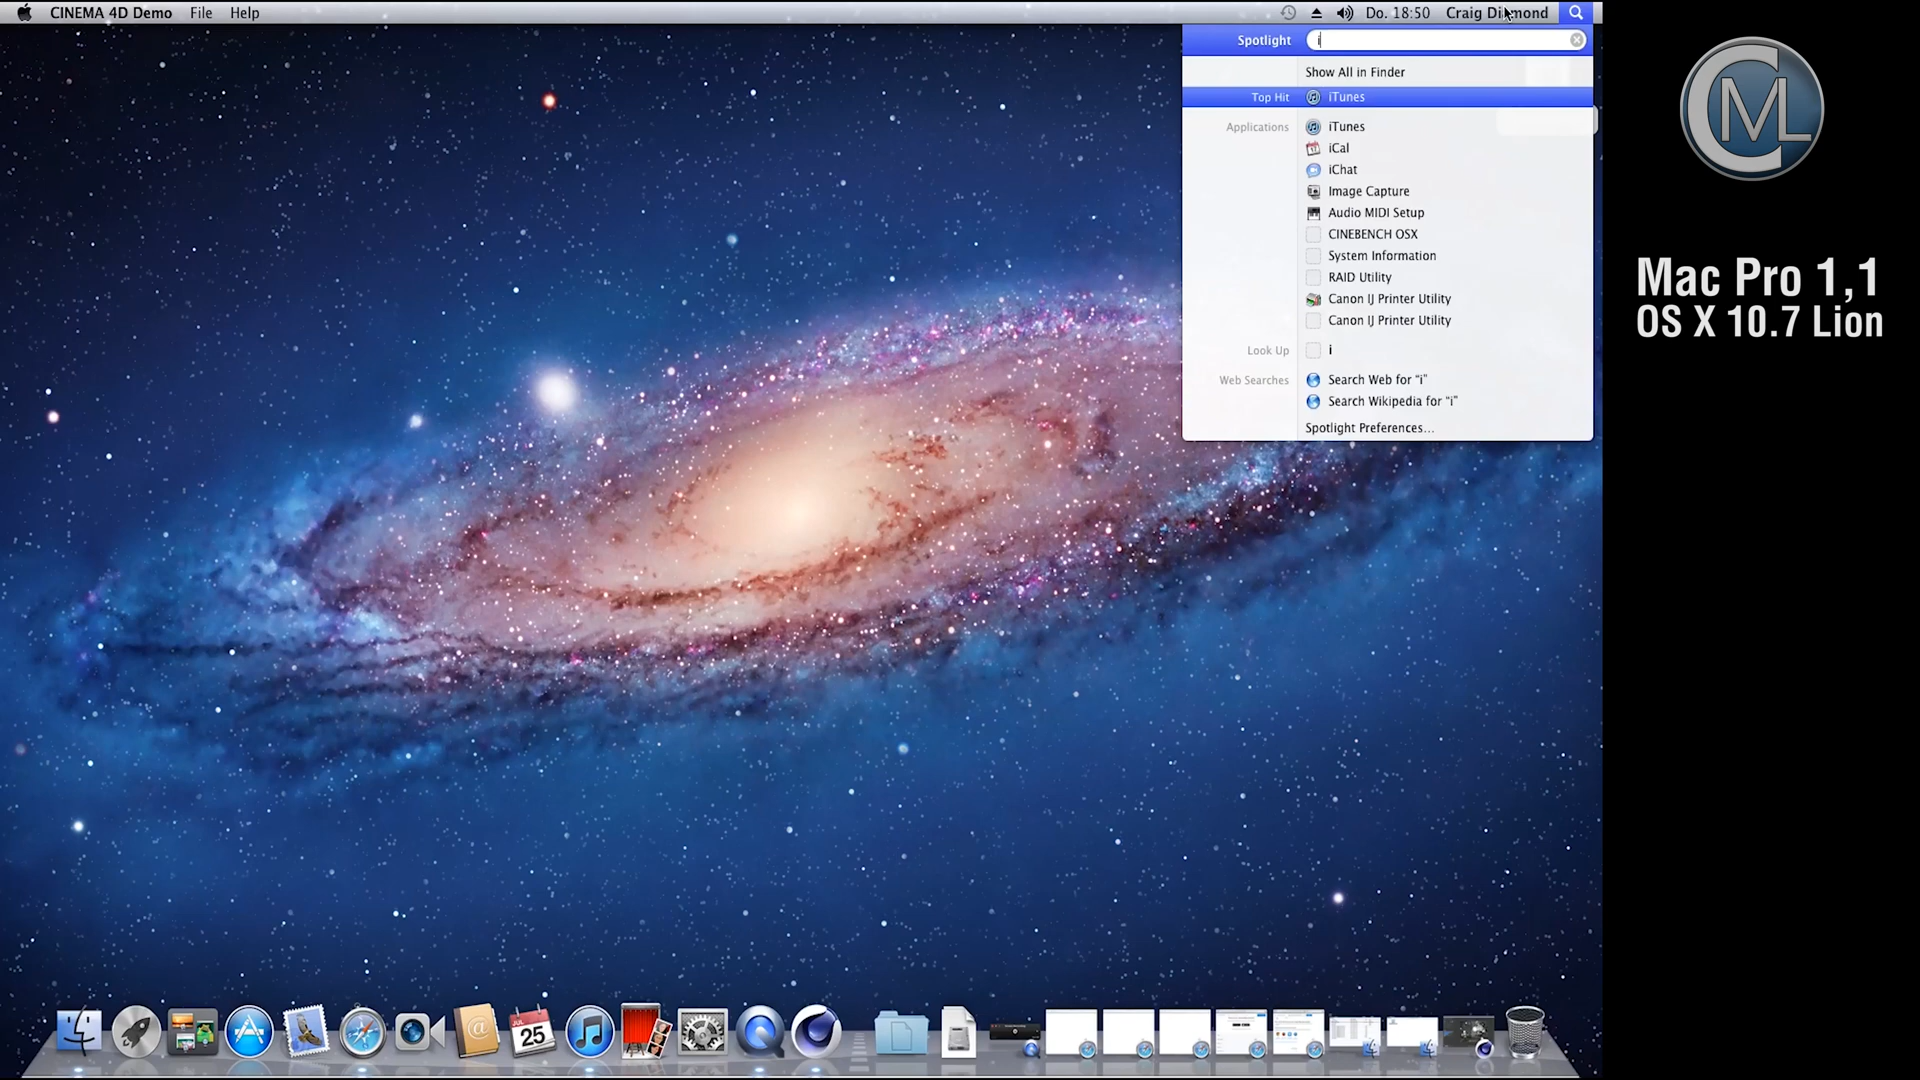 CINEMA 4D Demo File Help Do. 18:50 Craig Dimond
Spotlight i
Show All in Finder
Top Hit iTunes
Applications iTunes
iCal
iChat
Image Capture
Audio MIDI Setup
CINEBENCH OSX
System Information
RAID Utility
Canon IJ Printer Utility
Canon IJ Printer Utility
Look Up i
Web Searches Search Web for “i”
Search Wikipedia for “i”
Spotlight Preferences...
CML
Mac Pro 1,1
OS X 10.7 Lion
JUL
25